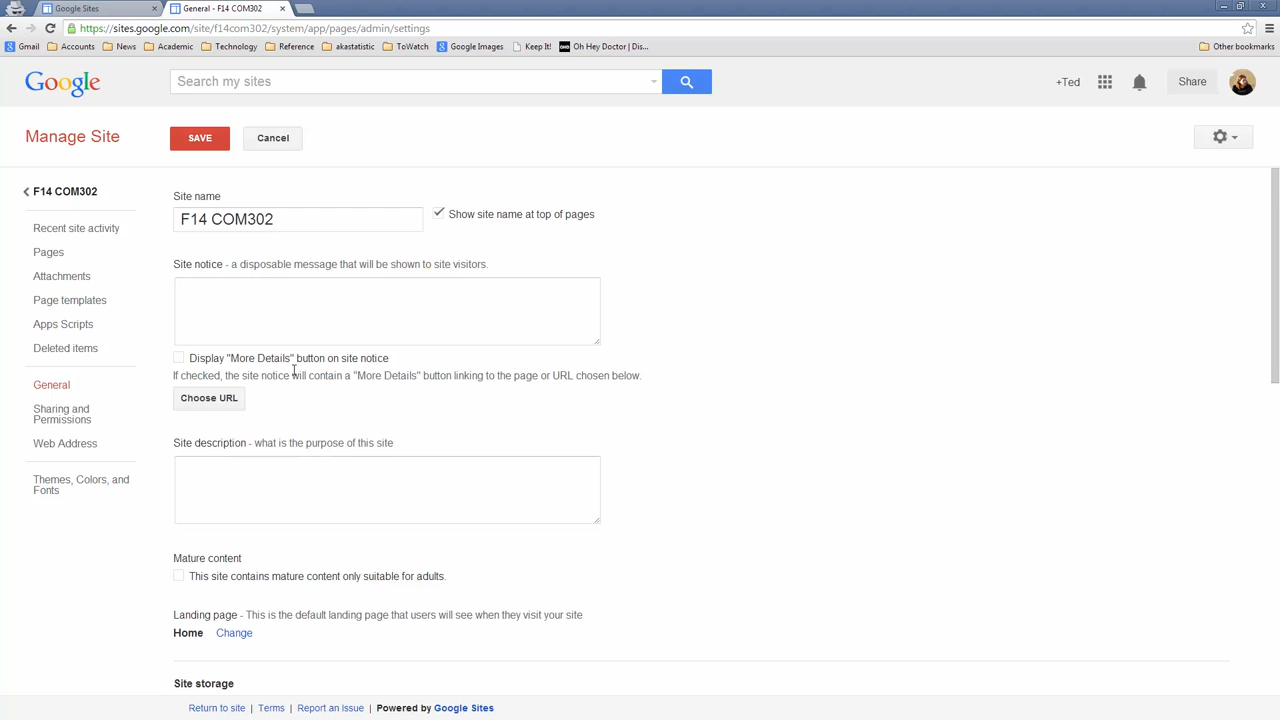 Google Sites
General - F14 COM302
https://sites.google.com/site/f14com302/system/app/pages/admin/settings
Gmail Accounts News Academic Technology Reference akastatistic ToWatch Google Images Keep It! Oh Hey Doctor | Dis... Other bookmarks
Google
Search my sites
+Ted
Share
Manage Site
SAVE
Cancel
F14 COM302
Recent site activity
Pages
Attachments
Page templates
Apps Scripts
Deleted items
General
Sharing and
Permissions
Web Address
Themes, Colors, and
Fonts
Site name
F14 COM302
Show site name at top of pages
Site notice - a disposable message that will be shown to site visitors.
Display "More Details" button on site notice
If checked, the site notice will contain a "More Details" button linking to the page or URL chosen below.
Choose URL
Site description - what is the purpose of this site
Mature content
This site contains mature content only suitable for adults.
Landing page - This is the default landing page that users will see when they visit your site
Home Change
Site storage
Return to site | Terms | Report an Issue | Powered by Google Sites